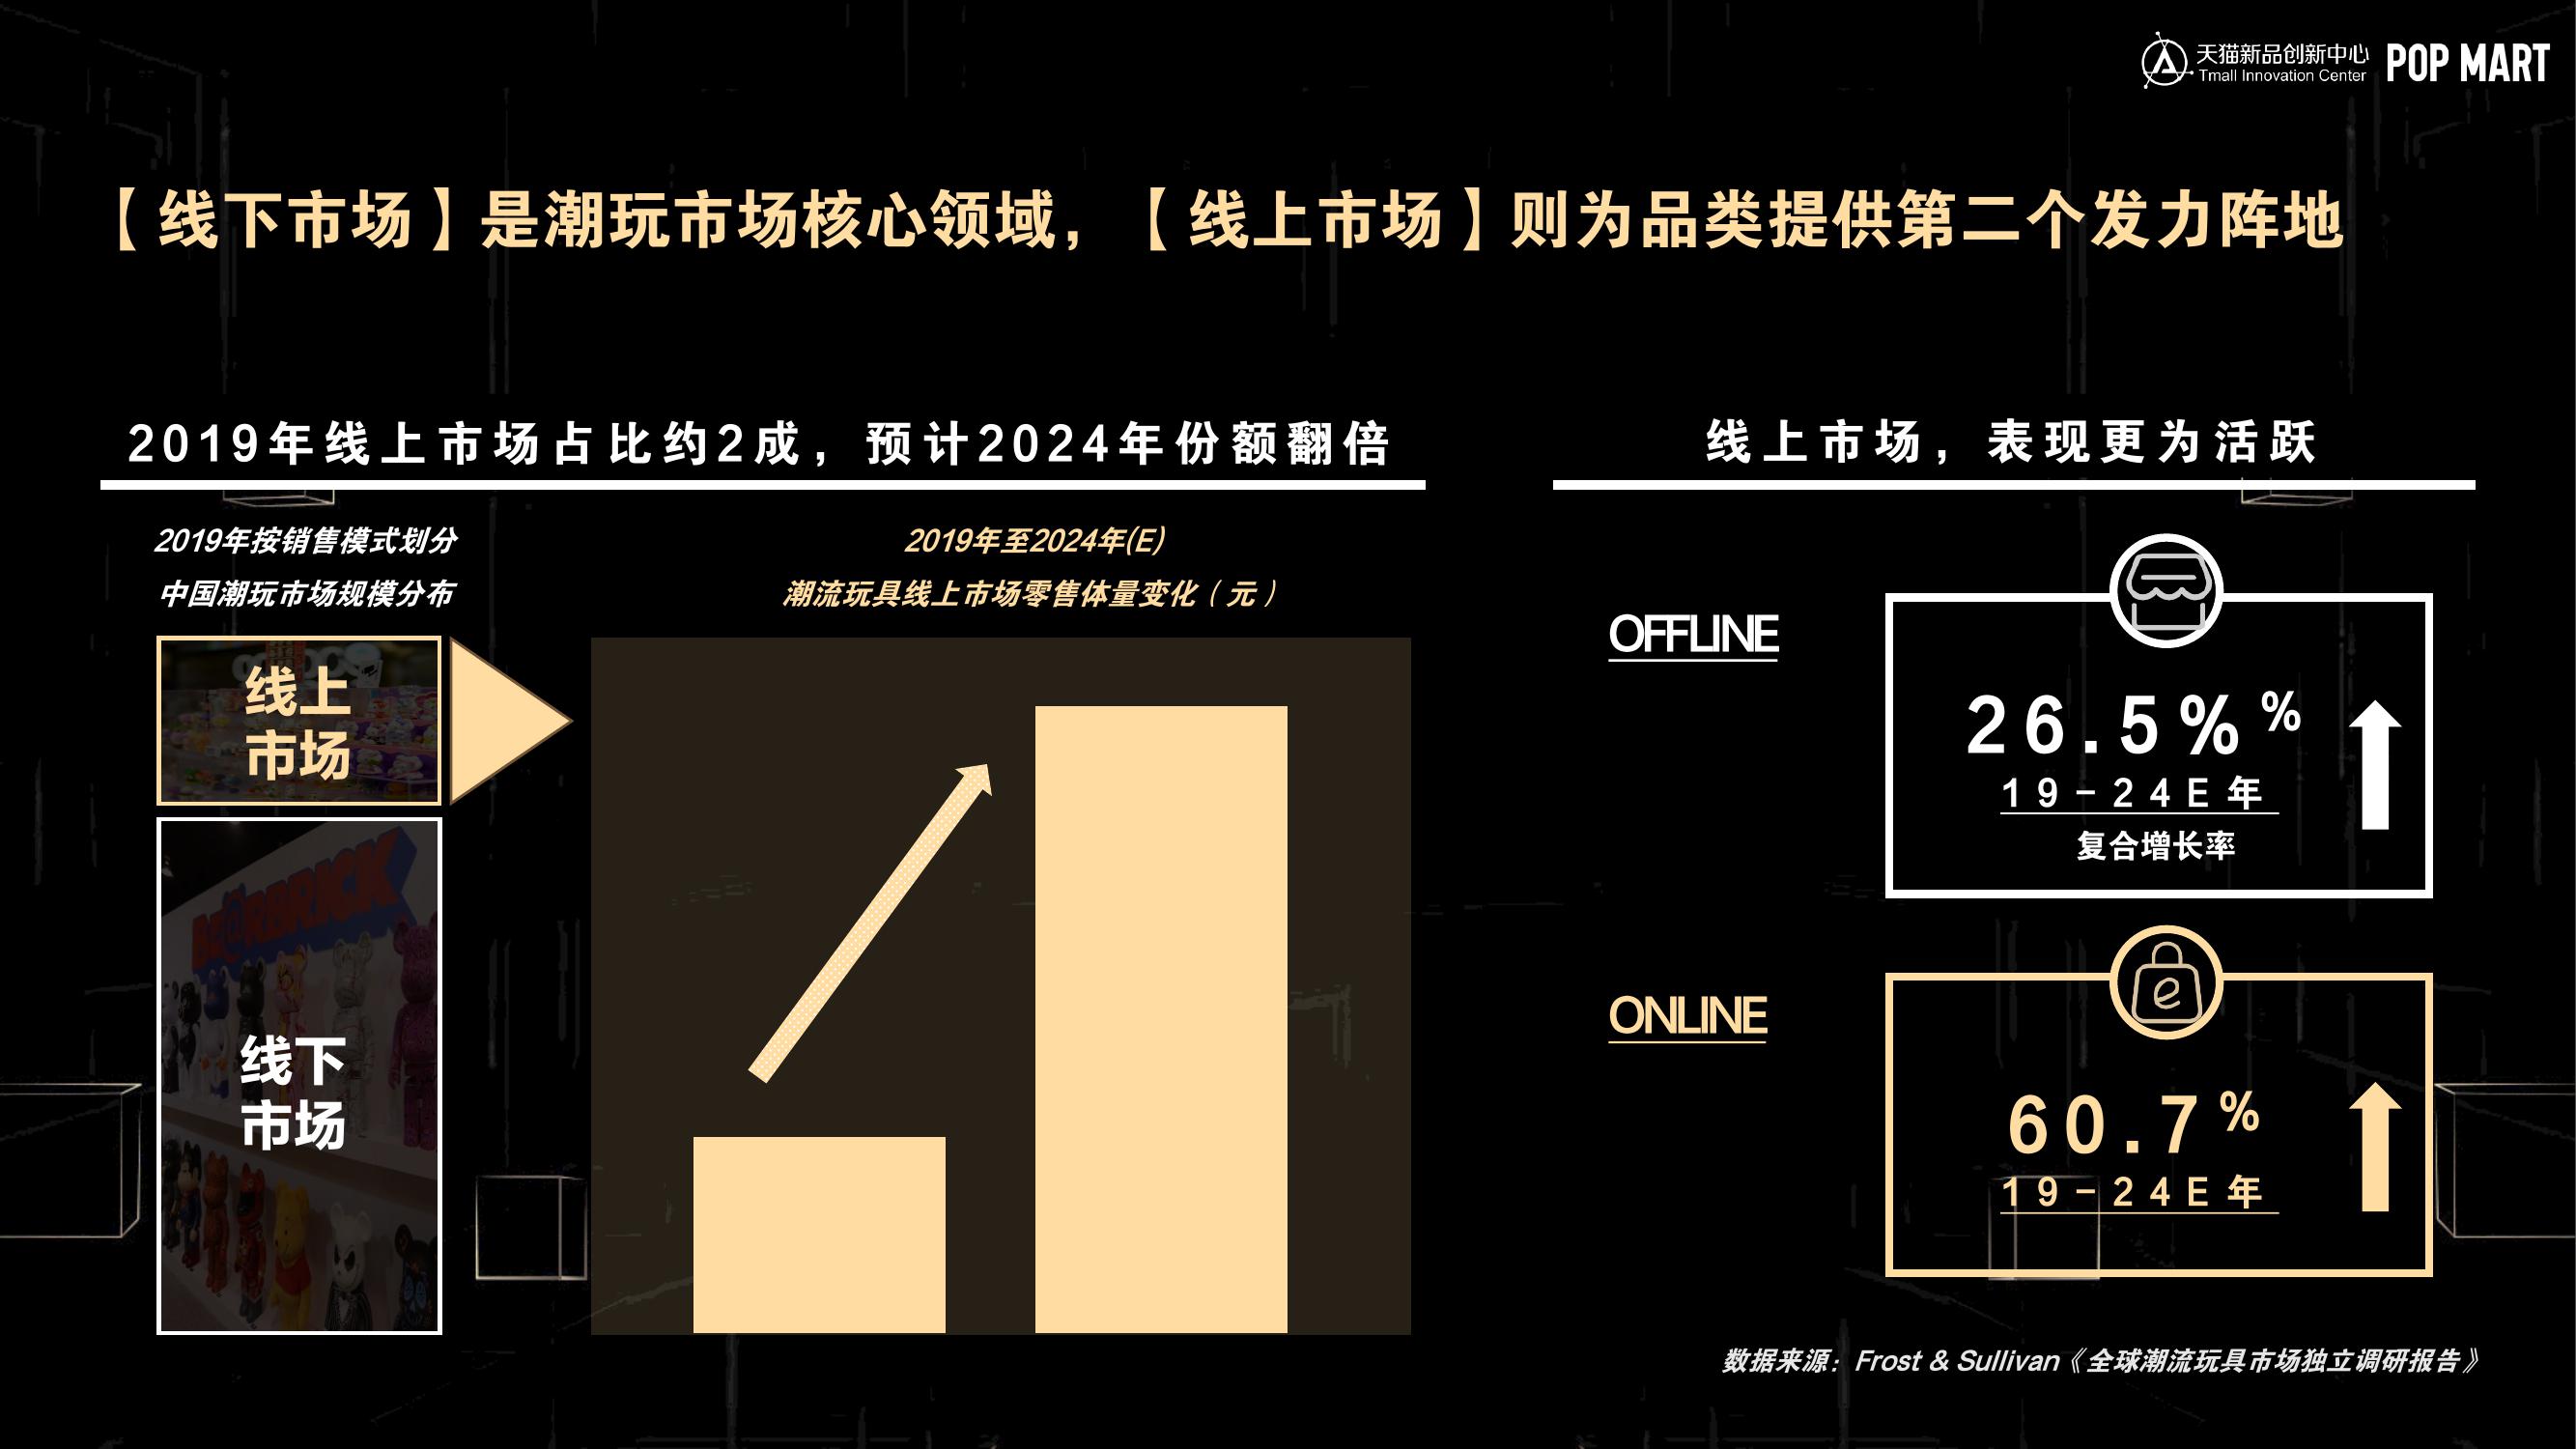 天猫新品创新中心
Tmall Innovation Center
POP MART
【线下市场】是潮玩市场核心领域，【线上市场】则为品类提供第二个发力阵地
2019年线上市场占比约2成，预计2024年份额翻倍
2019年按销售模式划分
中国潮玩市场规模分布
线上
市场
BE@RBRICK
线下
市场
2019年至2024年(E)
潮流玩具线上市场零售体量变化（元）
线上市场，表现更为活跃
OFFLINE
26.5%%
19-24E年
复合增长率
ONLINE
e
60.7%
19-24E年
数据来源：Frost & Sullivan《全球潮流玩具市场独立调研报告》